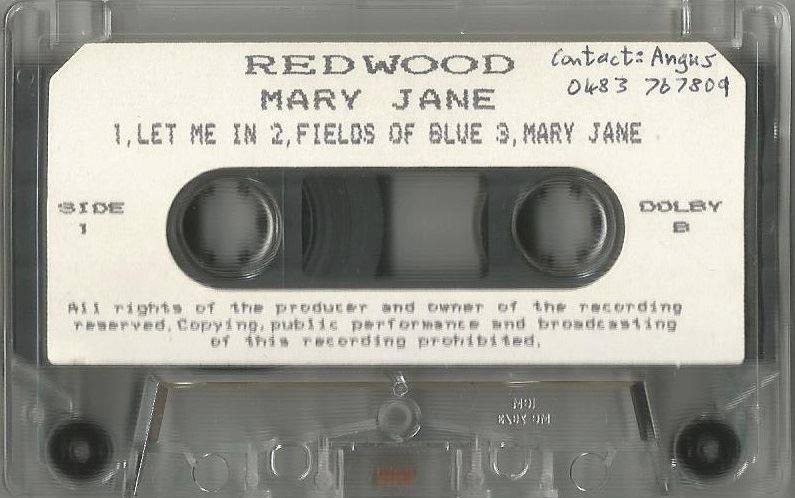 REDWOOD
Contact: Angus
0483 767809
MARY JANE
1,LET ME IN 2,FIELDS OF BLUE 3,MARY JANE
SIDE
1
DOLBY
B
All rights of the producer and owner of the recording
reserved.Copying,public performance and broadcasting
of this recording prohibited.